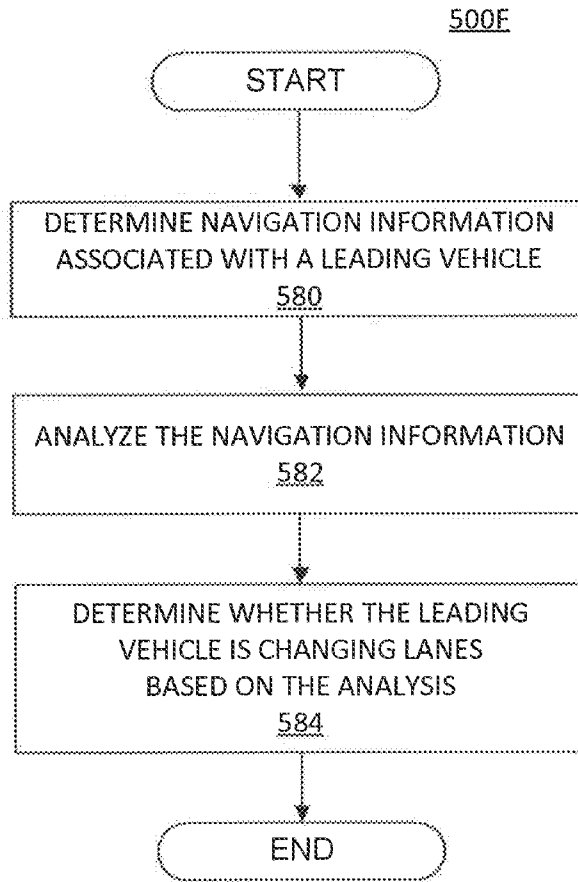 500F
START
DETERMINE NAVIGATION INFORMATION
ASSOCIATED WITH A LEADING VEHICLE
580
ANALYZE THE NAVIGATION INFORMATION
582
DETERMINE WHETHER THE LEADING
VEHICLE IS CHANGING LANES
BASED ON THE ANALYSIS
584
END